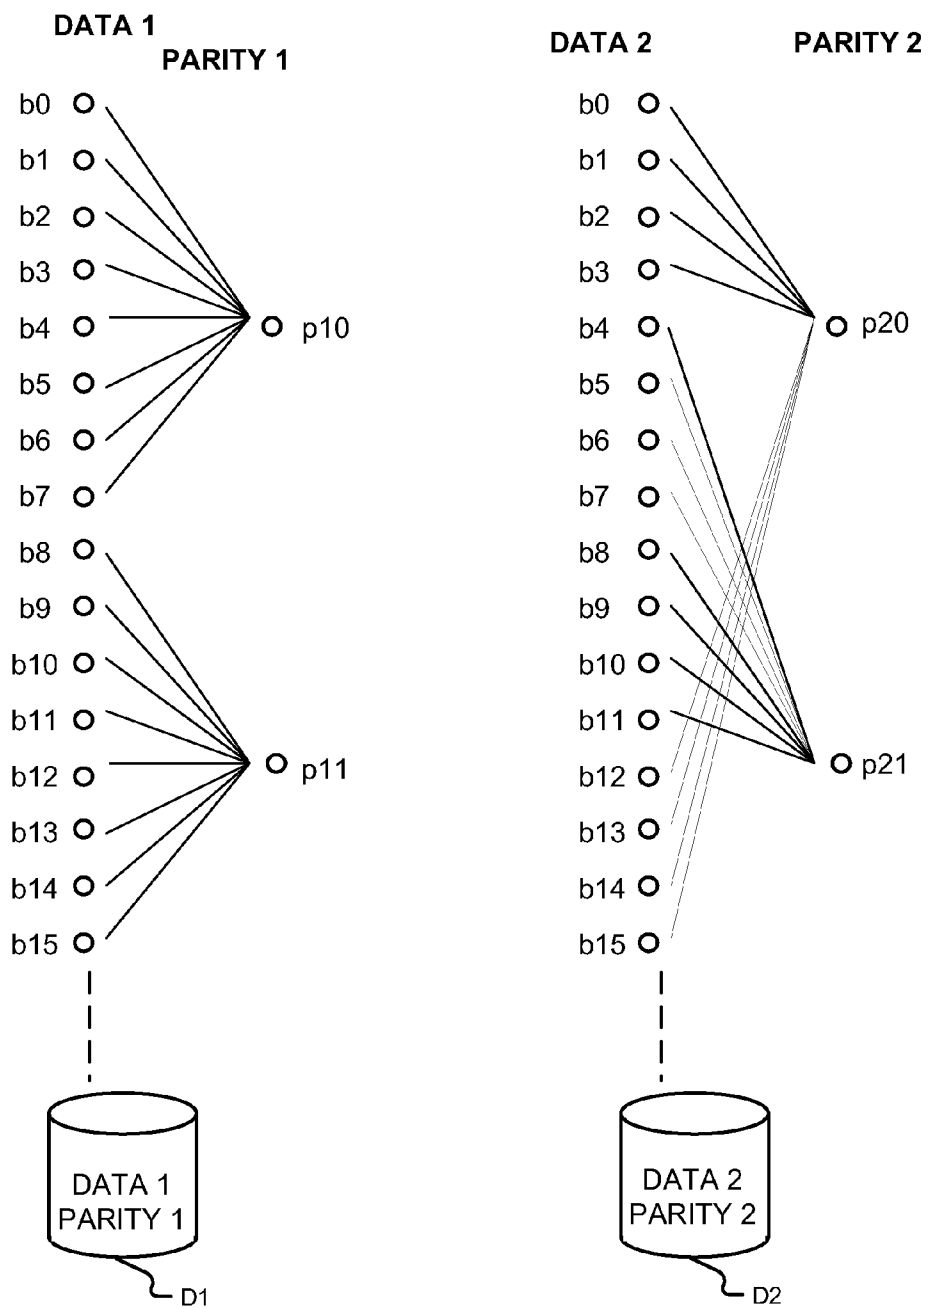 DATA 1
PARITY 1
b0
b1
b2
b3
b4
b5
b6
b7
b8
b9
b10
b11
b12
b13
b14
b15
p10
p11
DATA 1
PARITY 1
D1
DATA 2
PARITY 2
b0
b1
b2
b3
b4
b5
b6
b7
b8
b9
b10
b11
b12
b13
b14
b15
p20
p21
DATA 2
PARITY 2
D2